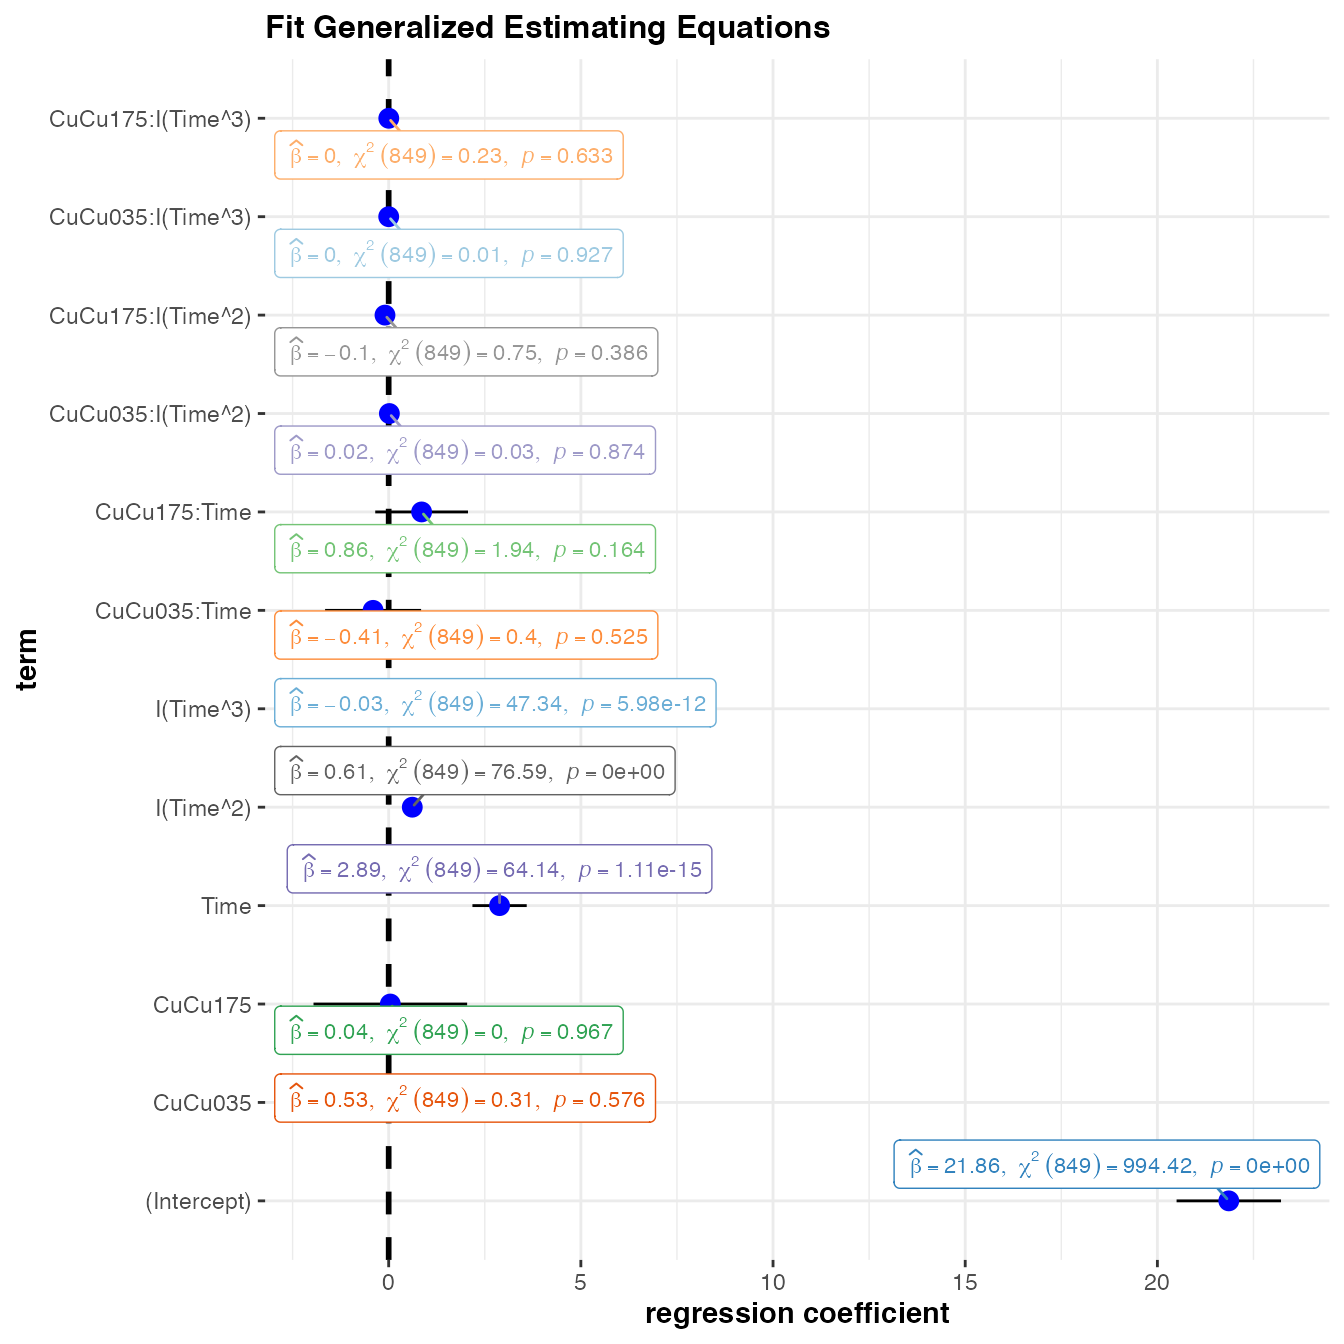 Fit Generalized Estimating Equations
CuCu175:I(Time^3)
β̂ = 0, χ² (849) = 0.23, p = 0.633
CuCu035:I(Time^3)
β̂ = 0, χ² (849) = 0.01, p = 0.927
CuCu175:I(Time^2)
β̂ = −0.1, χ² (849) = 0.75, p = 0.386
CuCu035:I(Time^2)
β̂ = 0.02, χ² (849) = 0.03, p = 0.874
CuCu175:Time
β̂ = 0.86, χ² (849) = 1.94, p = 0.164
CuCu035:Time
β̂ = −0.41, χ² (849) = 0.4, p = 0.525
I(Time^3)
β̂ = −0.03, χ² (849) = 47.34, p = 5.98e-12
β̂ = 0.61, χ² (849) = 76.59, p = 0e+00
I(Time^2)
β̂ = 2.89, χ² (849) = 64.14, p = 1.11e-15
Time
CuCu175
β̂ = 0.04, χ² (849) = 0, p = 0.967
CuCu035
β̂ = 0.53, χ² (849) = 0.31, p = 0.576
β̂ = 21.86, χ² (849) = 994.42, p = 0e+00
(Intercept)
term
0 5 10 15 20
regression coefficient